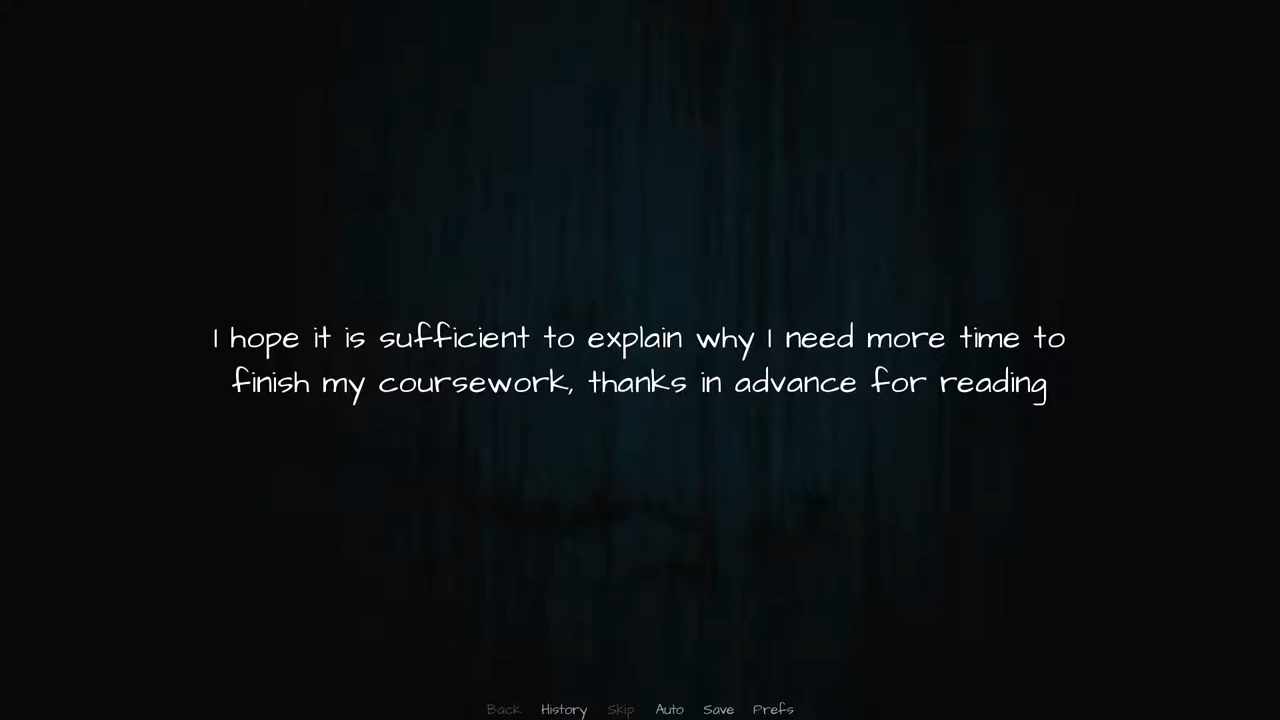 I hope it is sufficient to explain why I need more time to
finish my coursework, thanks in advance for reading
Back History Skip Auto Save Prefs